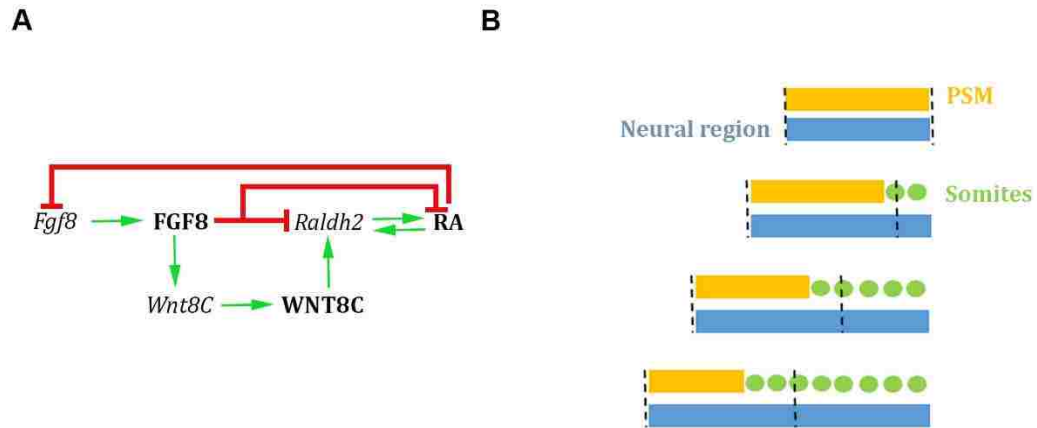 A
B
PSM
Neural region
Somites
Fgf8
FGF8
Raldh2
RA
Wnt8C
WNT8C